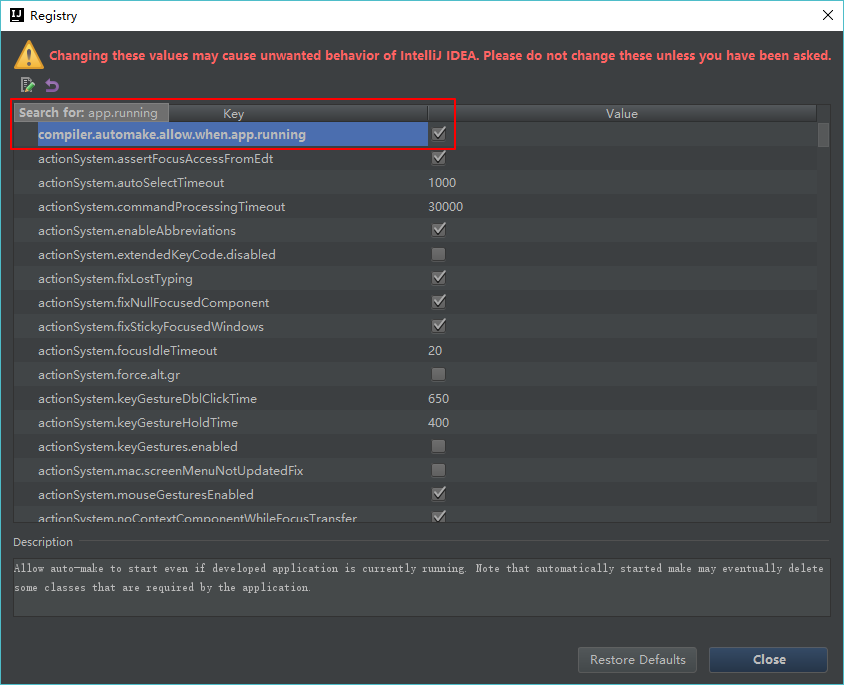 IJ Registry
Changing these values may cause unwanted behavior of IntelliJ IDEA. Please do not change these unless you have been asked.
Search for: app.running Key Value
compiler.automake.allow.when.app.running
actionSystem.assertFocusAccessFromEdt
actionSystem.autoSelectTimeout 1000
actionSystem.commandProcessingTimeout 30000
actionSystem.enableAbbreviations
actionSystem.extendedKeyCode.disabled
actionSystem.fixLostTyping
actionSystem.fixNullFocusedComponent
actionSystem.fixStickyFocusedWindows
actionSystem.focusIdleTimeout 20
actionSystem.force.alt.gr
actionSystem.keyGestureDblClickTime 650
actionSystem.keyGestureHoldTime 400
actionSystem.keyGestures.enabled
actionSystem.mac.screenMenuNotUpdatedFix
actionSystem.mouseGesturesEnabled
actionSystem.noContextComponentWhileFocusTransfer
Description
Allow auto-make to start even if developed application is currently running. Note that automatically started make may eventually delete
some classes that are required by the application.
Restore Defaults Close